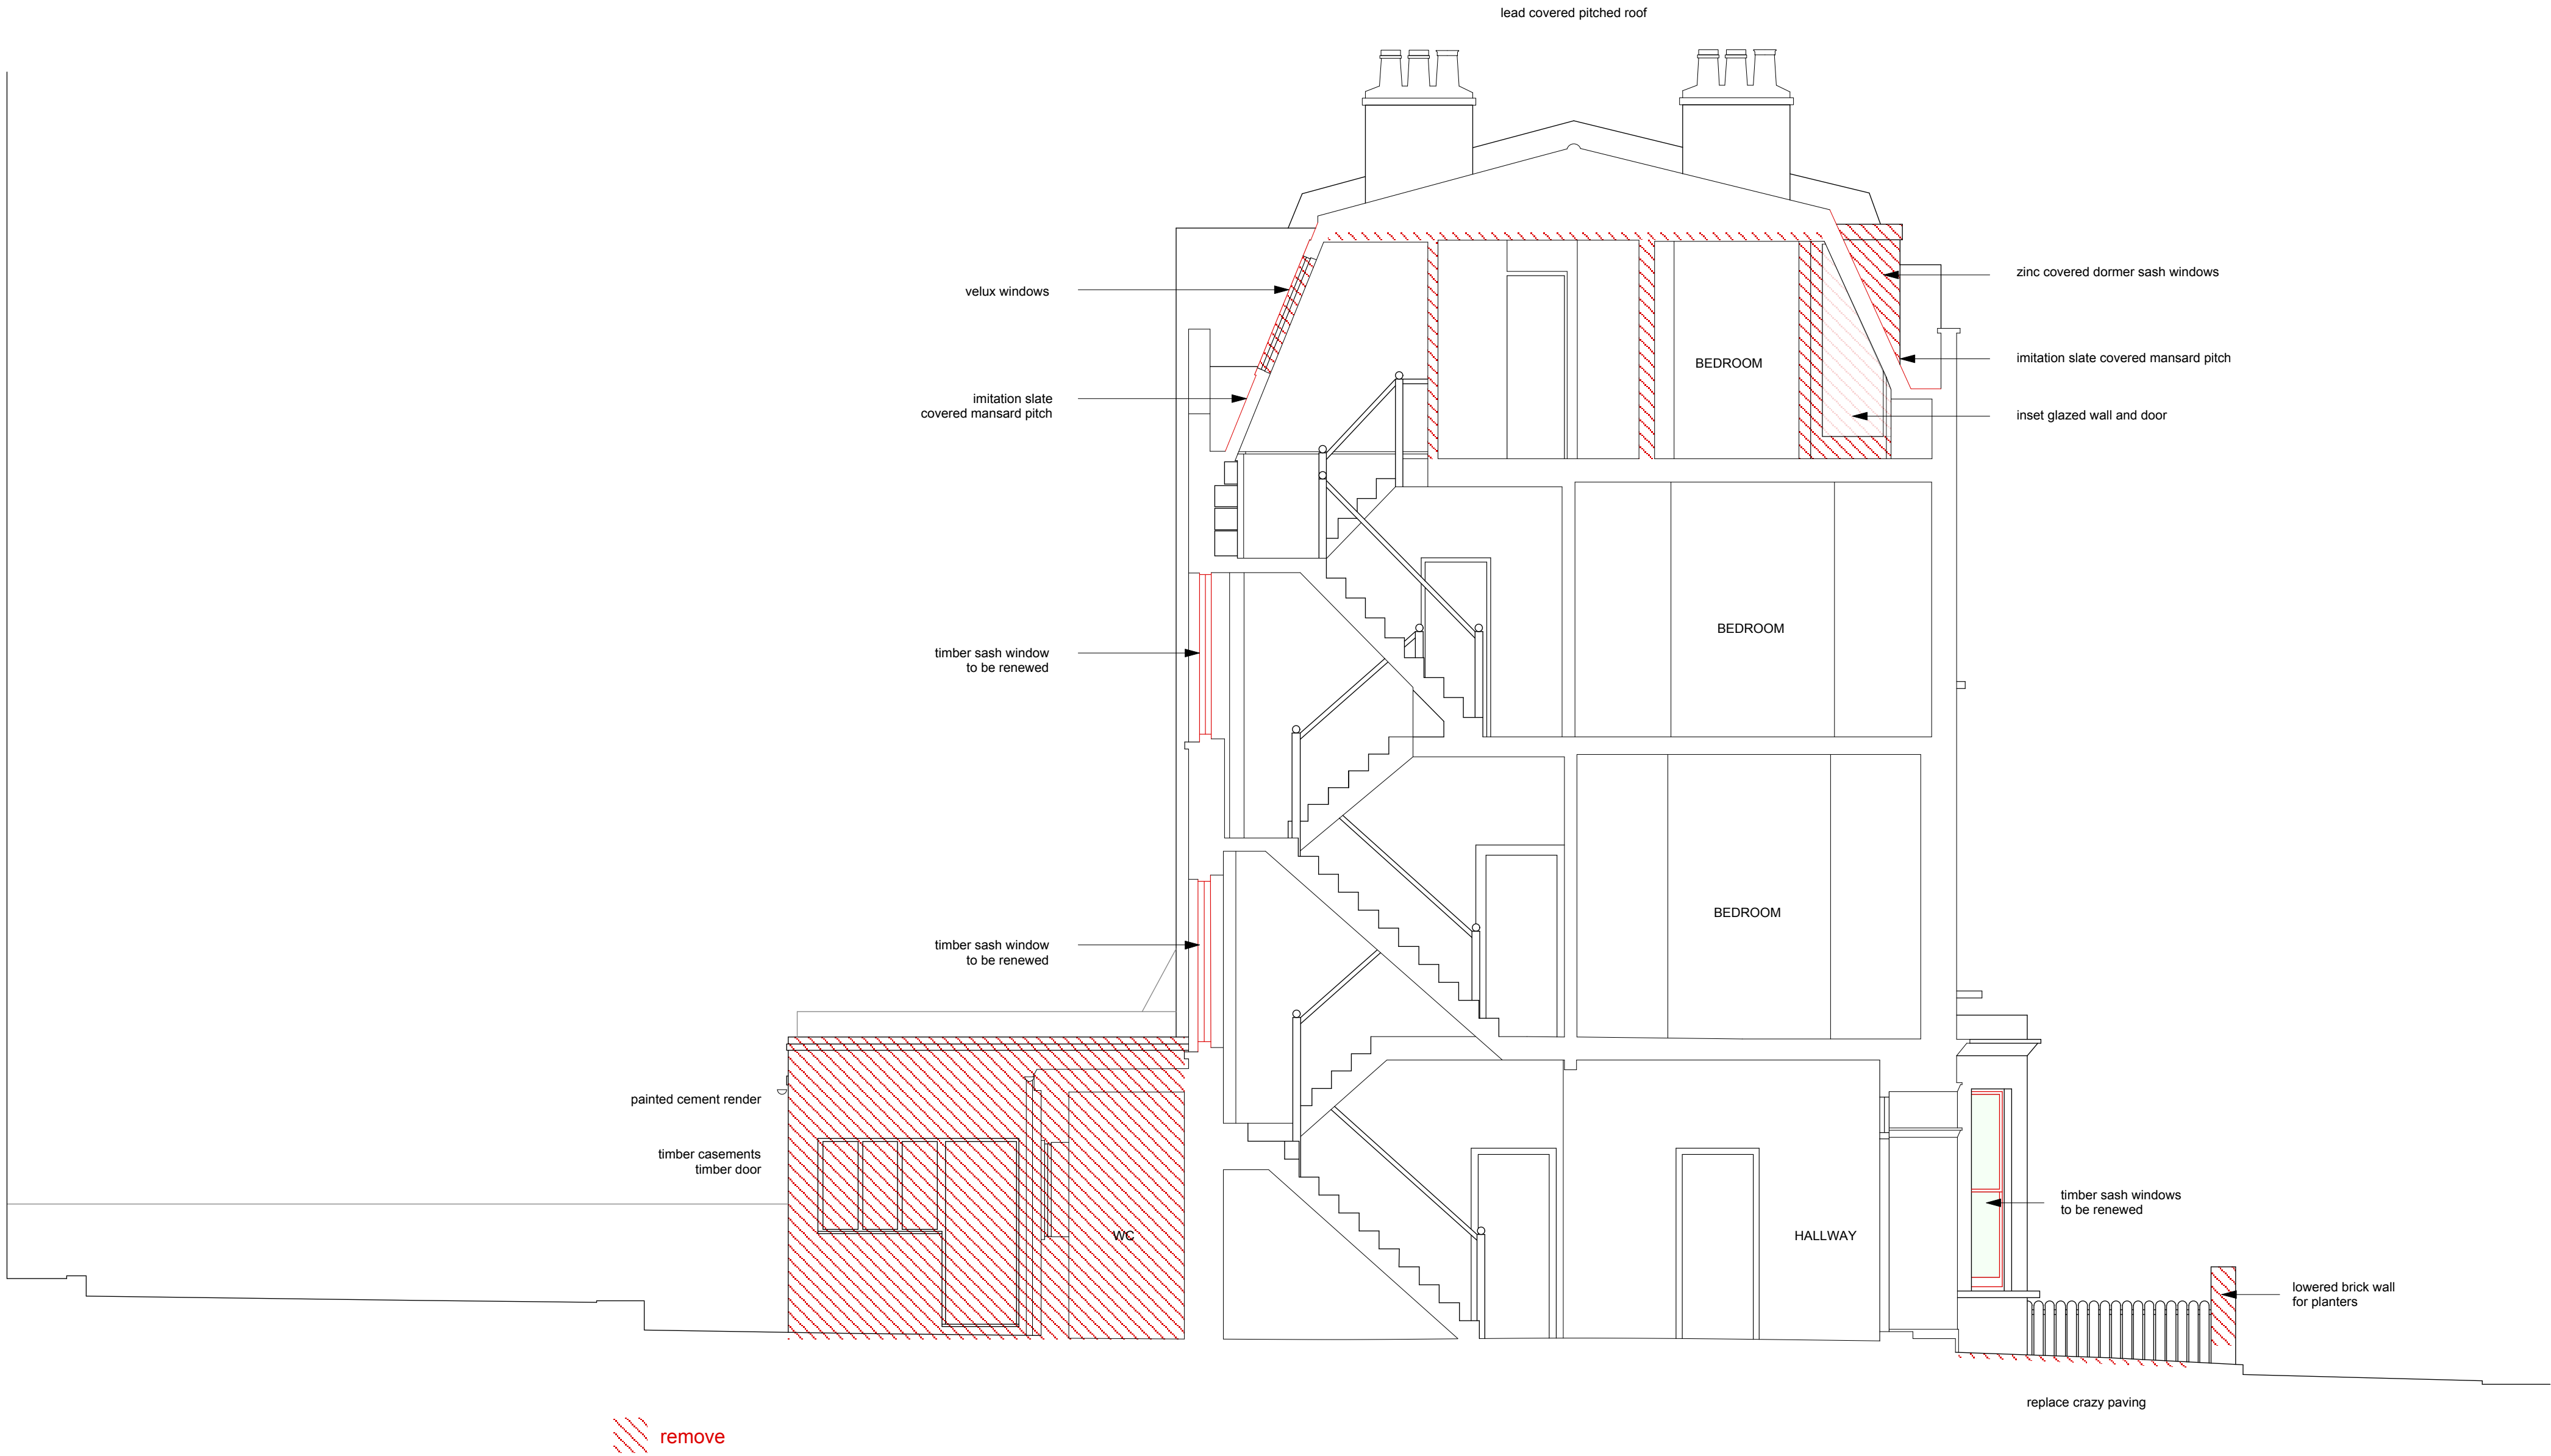 lead covered pitched roof
velux windows
zinc covered dormer sash windows
imitation slate covered mansard pitch
BEDROOM
imitation slate
covered mansard pitch
inset glazed wall and door
BEDROOM
timber sash window
to be renewed
BEDROOM
timber sash window
to be renewed
painted cement render
timber casements
timber door
WC
HALLWAY
timber sash windows
to be renewed
lowered brick wall
for planters
replace crazy paving
remove